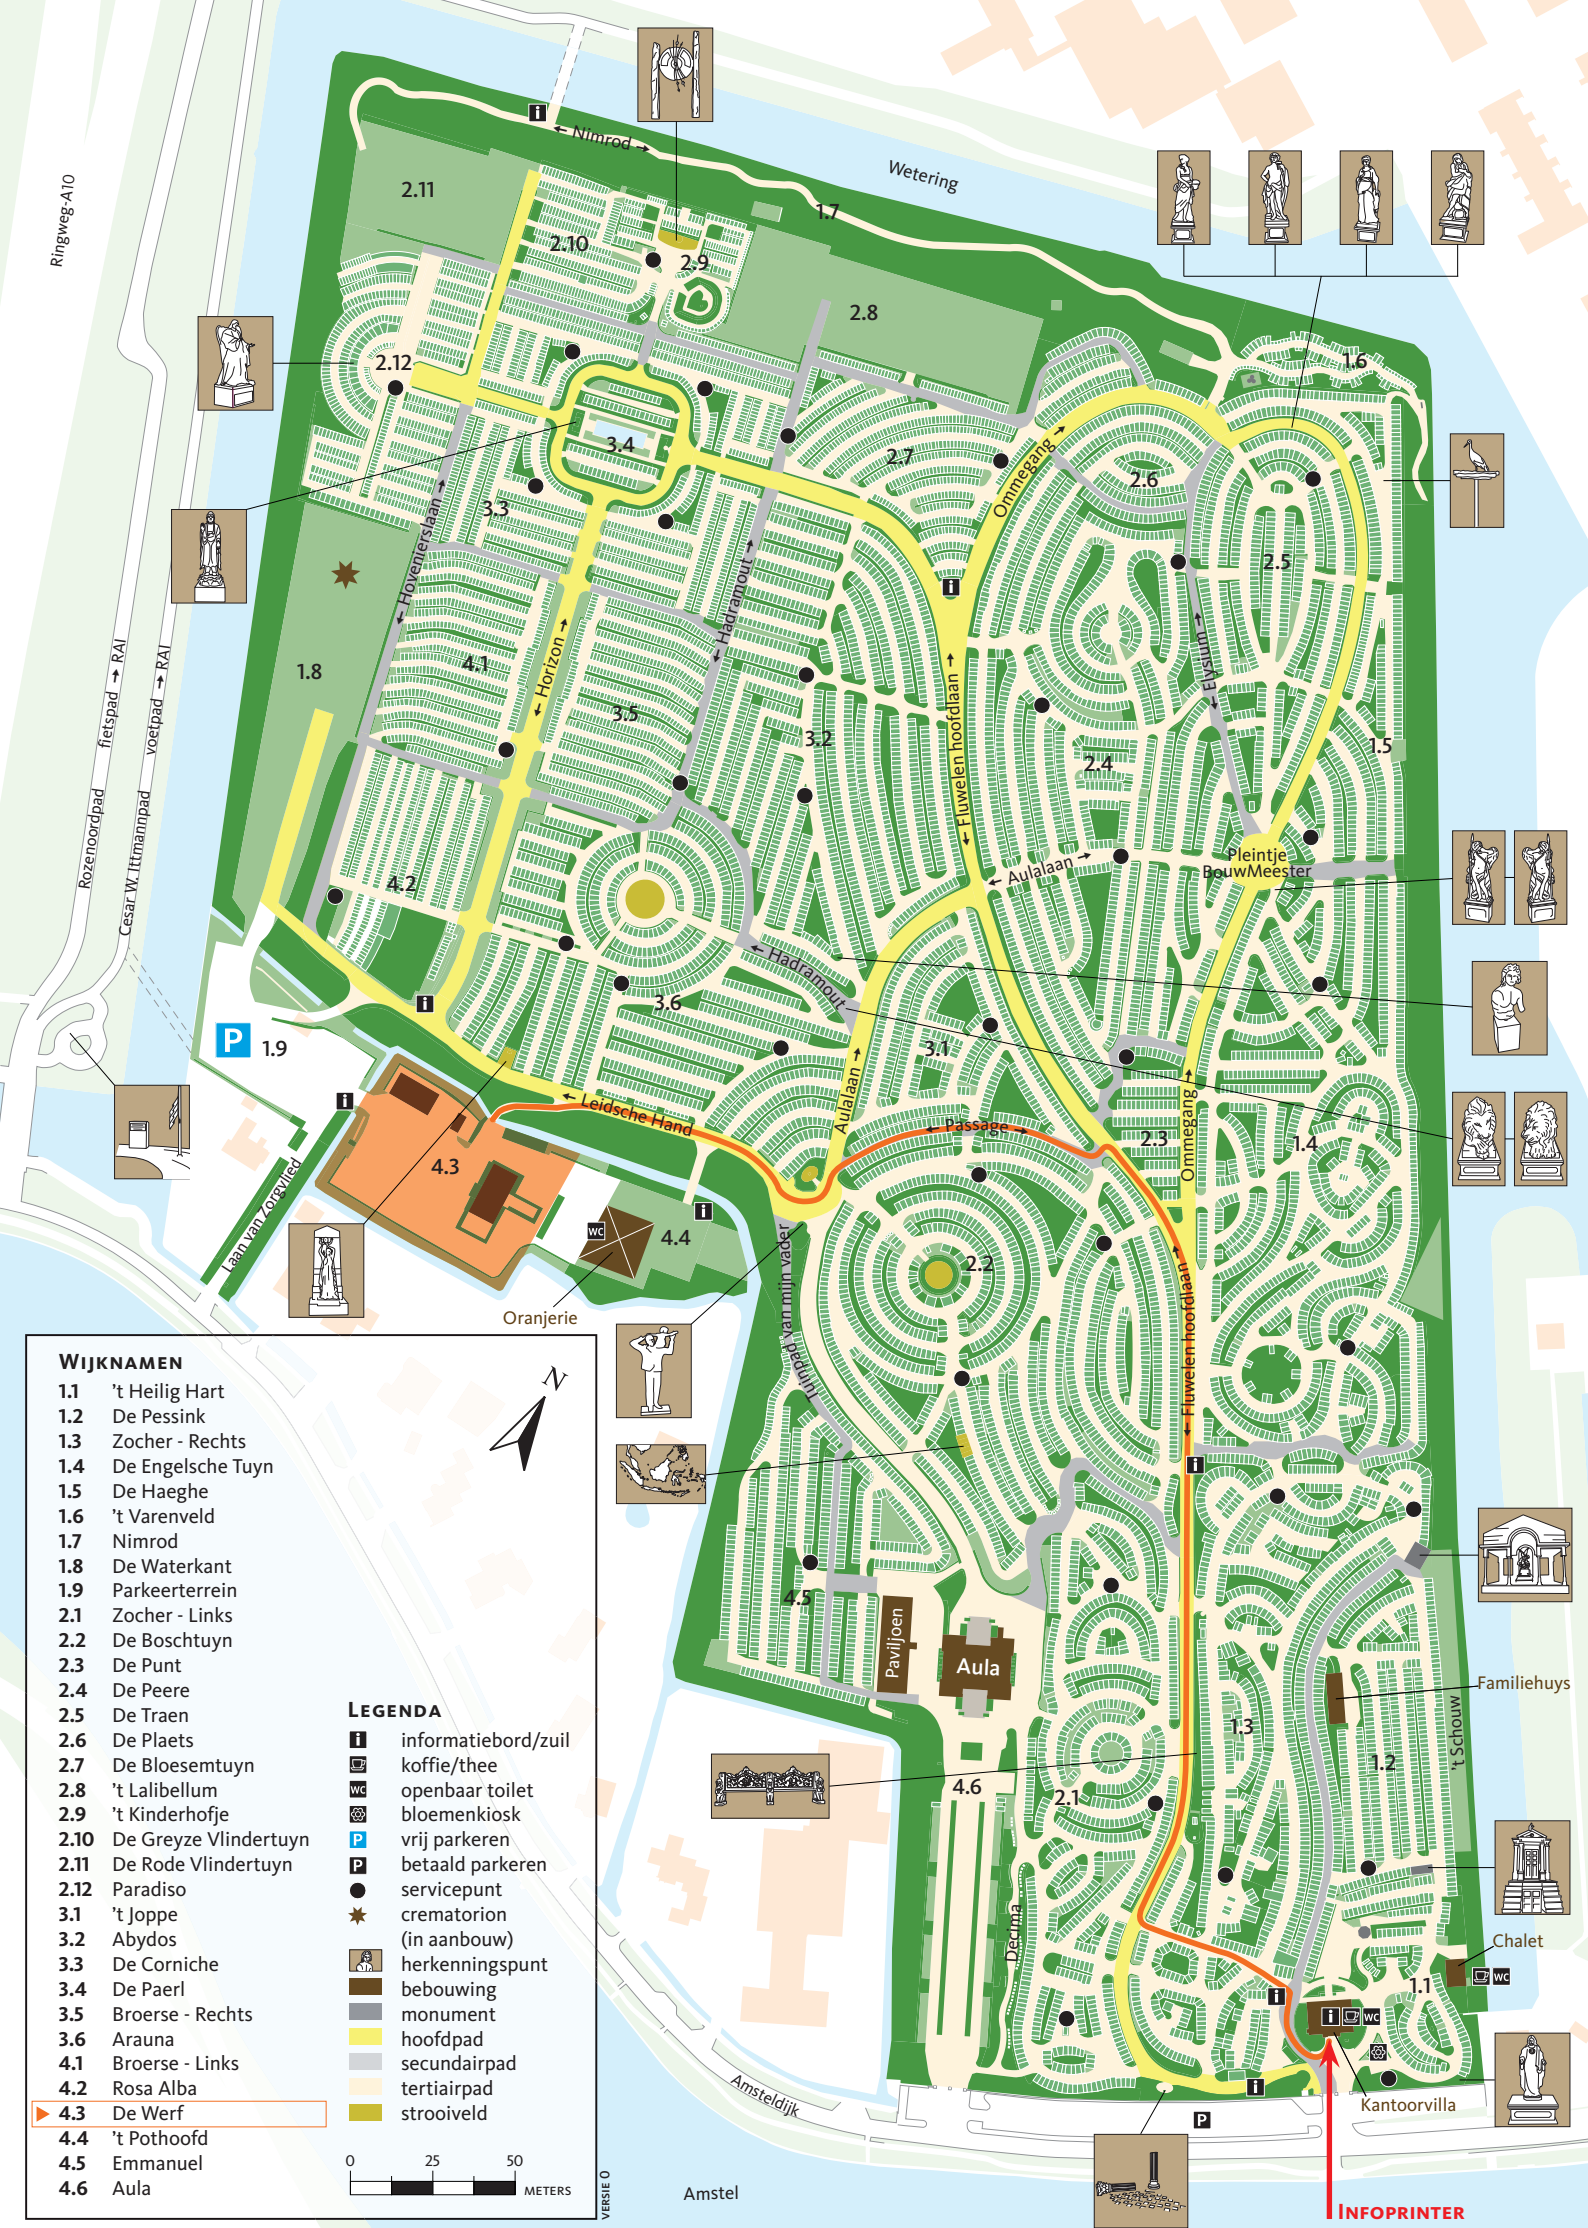 Ringweg-A10
← Nimrod →
Wetering
2.11
1.7
2.10
2.9
2.8
1.6
2.12
3.4
2.7
Ommegang →
2.6
3.3
2.5
← Hovenierslaan →
← Hadramout →
← Horizon →
← Elysium →
1.8
4.1
3.5
3.2
← Fluwelen hoofdlaan →
2.4
1.5
fietspad → RAI
voetpad → RAI
Rozenoordpad
Cesar W. Ittmannpad
← Aulalaan →
Pleintje
BouwMeester
4.2
← Hadramout
3.6
P 1.9
3.1
Aulalaan →
← Leidsche Hand
← Passage →
2.3
Ommegang →
1.4
4.3
Laan van Zorgvlied
WC
4.4
Oranjerie
Tuinpad van mijn vader
2.2
← Fluwelen hoofdlaan →
4.5
Paviljoen
Aula
4.6
2.1
1.3
Familiehuys
't Schouw
1.2
Decima
Chalet
WC
1.1
WC
Kantoorvilla
P
Amsteldijk
Amstel
INFOPRINTER
WIJKNAMEN
1.1 't Heilig Hart
1.2 De Pessink
1.3 Zocher - Rechts
1.4 De Engelsche Tuyn
1.5 De Haeghe
1.6 't Varenveld
1.7 Nimrod
1.8 De Waterkant
1.9 Parkeerterrein
2.1 Zocher - Links
2.2 De Boschtuyn
2.3 De Punt
2.4 De Peere
2.5 De Traen
2.6 De Plaets
2.7 De Bloesemtuyn
2.8 't Lalibellum
2.9 't Kinderhofje
2.10 De Greyze Vlindertuyn
2.11 De Rode Vlindertuyn
2.12 Paradiso
3.1 't Joppe
3.2 Abydos
3.3 De Corniche
3.4 De Paerl
3.5 Broerse - Rechts
3.6 Arauna
4.1 Broerse - Links
4.2 Rosa Alba
4.3 De Werf
4.4 't Pothoofd
4.5 Emmanuel
4.6 Aula
N
LEGENDA
i informatiebord/zuil
koffie/thee
WC openbaar toilet
bloemenkiosk
P vrij parkeren
P betaald parkeren
servicepunt
crematorion
(in aanbouw)
herkenningspunt
bebouwing
monument
hoofdpad
secundairpad
tertiairpad
strooiveld
0 25 50
METERS
VERSIE O